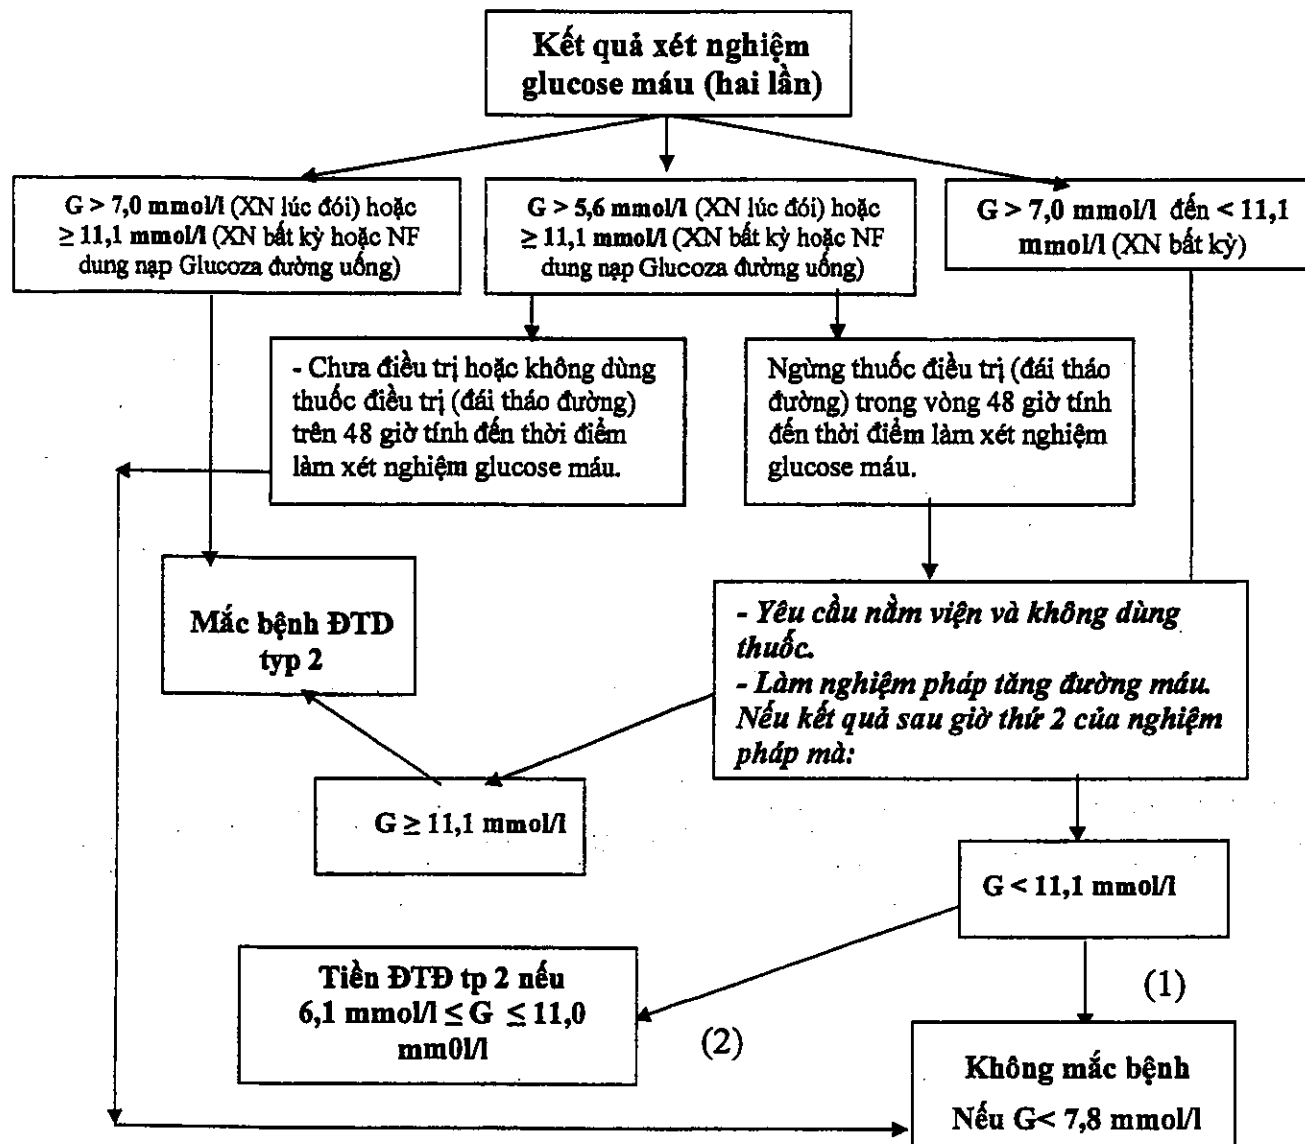 Kết quả xét nghiệm
glucose máu (hai lần)
G > 7,0 mmol/l (XN lúc đói) hoặc
≥ 11,1 mmol/l (XN bất kỳ hoặc NF
dung nạp Glucoza đường uống)
G > 5,6 mmol/l (XN lúc đói) hoặc
≥ 11,1 mmol/l (XN bất kỳ hoặc NF
dung nạp Glucoza đường uống)
G > 7,0 mmol/l đến < 11,1
mmol/l (XN bất kỳ)
- Chưa điều trị hoặc không dùng
thuốc điều trị (đái tháo đường)
trên 48 giờ tính đến thời điểm
làm xét nghiệm glucose máu.
Ngừng thuốc điều trị (đái tháo
đường) trong vòng 48 giờ tính
đến thời điểm làm xét nghiệm
glucose máu.
Mắc bệnh ĐTD
typ 2
- Yêu cầu nằm viện và không dùng
thuốc.
- Làm nghiệm pháp tăng đường máu.
Nếu kết quả sau giờ thứ 2 của nghiệm
pháp mà:
G ≥ 11,1 mmol/l
G < 11,1 mmol/l
Tiền ĐTĐ tp 2 nếu
6,1 mmol/l ≤ G ≤ 11,0
mm0l/l
(2)
(1)
Không mắc bệnh
Nếu G< 7,8 mmol/l